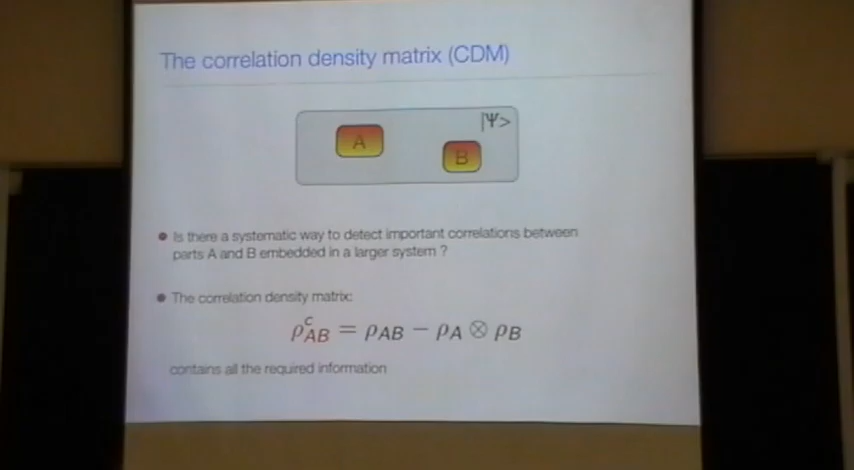 The correlation density matrix (CDM)
|Ψ>
A
B
Is there a systematic way to detect important correlations between
parts A and B embedded in a larger system ?
The correlation density matrix:
ρ^c_AB = ρ_AB − ρ_A ⊗ ρ_B
contains all the required information